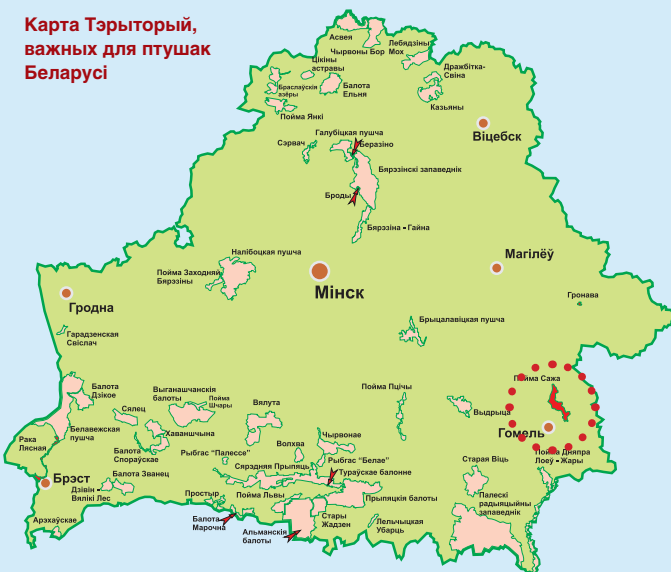 Карта Тэрыторый,
важных для птушак
Беларусі
Асвея
Чырвоны Бор
Лебядзіны
Мох
Цікіны
астравы
Дражбітка-
Свіна
Браслаўскія
азёры
Балота
Ельня
Казьяны
Пойма Янкі
Віцебск
Галубіцкая пушча
Беразіно
Сэрвач
Бярэзінскі запаведнік
Броды
Бярэзіна - Гайна
Налібоцкая пушча
Магілёў
Пойма Заходняй
Бярэзіны
Мінск
Гродна
Гронава
Гарадзенская
Свіслач
Брыцалавіцкая пушча
Пойма Сажа
Балота
Дзікое
Выганашчанскія
балоты
Пойма
Шчары
Пойма Пцічы
Сялец
Вялута
Выдрыца
Гомель
Белавежская
пушча
Хаваншчына
Чырвонае
Рака
Лясная
Балота
Спораўскае
Волхва
Рыбгас "Палессе"
Рыбгас "Белае"
Старая Віць
Пойма Дняпра
Лоеў - Жары
Сярэдняя Прыпяць
Тураўскае балонне
Брэст
Балота Званец
Дзівін -
Вялікі Лес
Простыр
Пойма Львы
Прыпяцкія балоты
Палескі
радыяцыйны
запаведнік
Арэхаўскае
Балота
Марочна
Альманскія
балоты
Стары
Жадзен
Лельчыцкая
Убарць